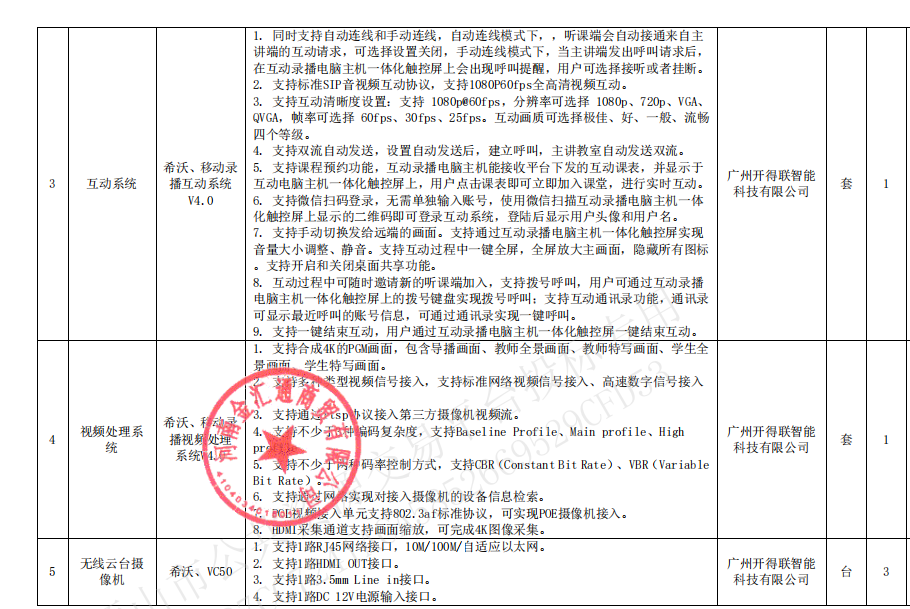 1. 同时支持自动连线和手动连线，自动连线模式下，，听课端会自动接通来自主
讲端的互动请求，可选择设置关闭，手动连线模式下，当主讲端发出呼叫请求后，
在互动录播电脑主机一体化触控屏上会出现呼叫提醒，用户可选择接听或者挂断。
2. 支持标准SIP音视频互动协议，支持1080P60fps全高清视频互动。
3. 支持互动清晰度设置：支持 1080p@60fps，分辨率可选择 1080p、720p、VGA、
QVGA，帧率可选择 60fps、30fps、25fps。互动画质可选择极佳、好、一般、流畅
四个等级。
4. 支持双流自动发送，设置自动发送后，建立呼叫，主讲教室自动发送双流。
3
互动系统
希沃、移动录
播互动系统
V4.0
5. 支持课程预约功能，互动录播电脑主机能接收平台下发的互动课表，并显示于
互动电脑主机一体化触控屏上，用户点击课表即可立即加入课堂，进行实时互动。
6. 支持微信扫码登录，无需单独输入账号，使用微信扫描互动录播电脑主机一体
化触控屏上显示的二维码即可登录互动系统，登陆后显示用户头像和用户名。
7. 支持手动切换发给远端的画面。支持通过互动录播电脑主机一体化触控屏实现
音量大小调整、静音。支持互动过程中一键全屏，全屏放大主画面，隐藏所有图标
。支持开启和关闭桌面共享功能。
8. 互动过程中可随时邀请新的听课端加入，支持拨号呼叫，用户可通过互动录播
电脑主机一体化触控屏上的拨号键盘实现拨号呼叫；支持互动通讯录功能，通讯录
可显示最近呼叫的账号信息，可通过通讯录实现一键呼叫。
9. 支持一键结束互动，用户通过互动录播电脑主机一体化触控屏一键结束互动。
广州开得联智能
科技有限公司
套
1
4
视频处理系
统
希沃、移动录
播视频处理
系统V4.0
1. 支持合成4K的PGM画面，包含导播画面、教师全景画面、教师特写画面、学生全
景画面、学生特写画面。
2. 支持多种类型视频信号接入，支持标准网络视频信号接入、高速数字信号接入
3. 支持通过rtsp协议接入第三方摄像机视频流。
4. 支持不少于 种编码复杂度，支持Baseline Profile、Main profile、High
profile
5. 支持不少于两种码率控制方式，支持CBR（Constant Bit Rate）、VBR（Variable
Bit Rate）。
6. 支持通过网络实现对接入摄像机的设备信息检索。
7. POE视频接入单元支持802.3af标准协议，可实现POE摄像机接入。
8. HDMI采集通道支持画面缩放，可完成4K图像采集。
广州开得联智能
科技有限公司
套
1
5
无线云台摄
像机
希沃、VC50
1. 支持1路RJ45网络接口，10M/100M/自适应以太网。
2. 支持1路HDMI OUT接口。
3. 支持1路3.5mm Line in接口。
4. 支持1路DC 12V电源输入接口。
广州开得联智能
科技有限公司
台
3